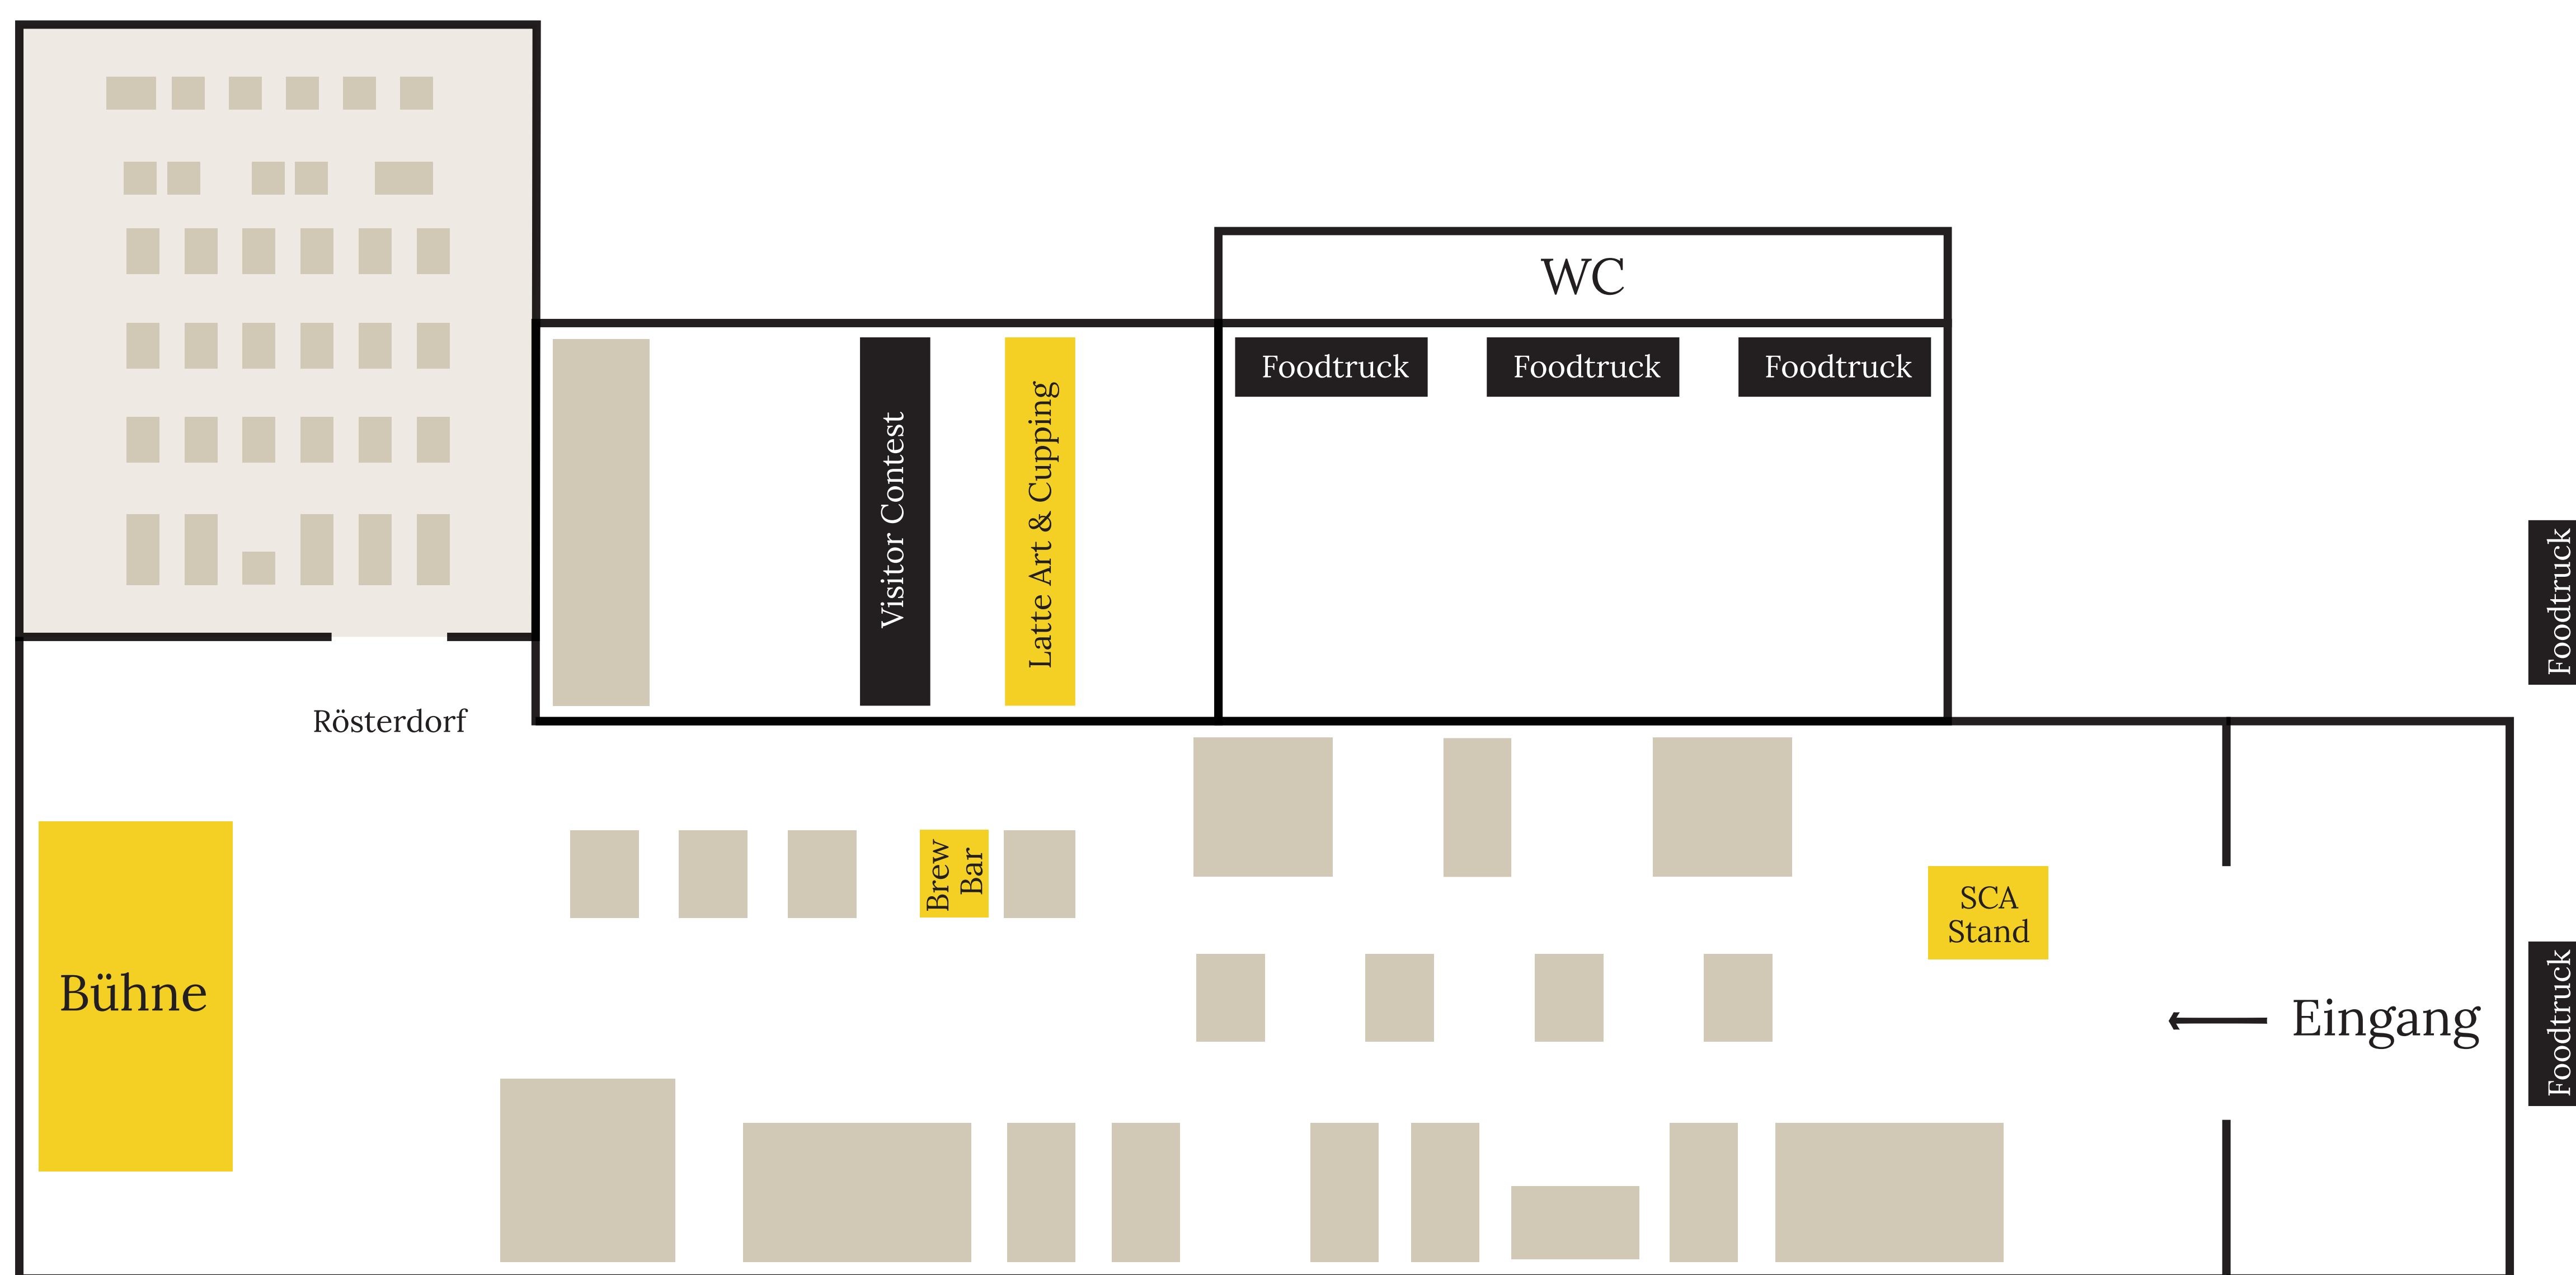 WC
Foodtruck
Foodtruck
Foodtruck
Visitor Contest
Latte Art & Cupping
Foodtruck
Rösterdorf
Brew
Bar
SCA
Stand
Bühne
Eingang
Foodtruck